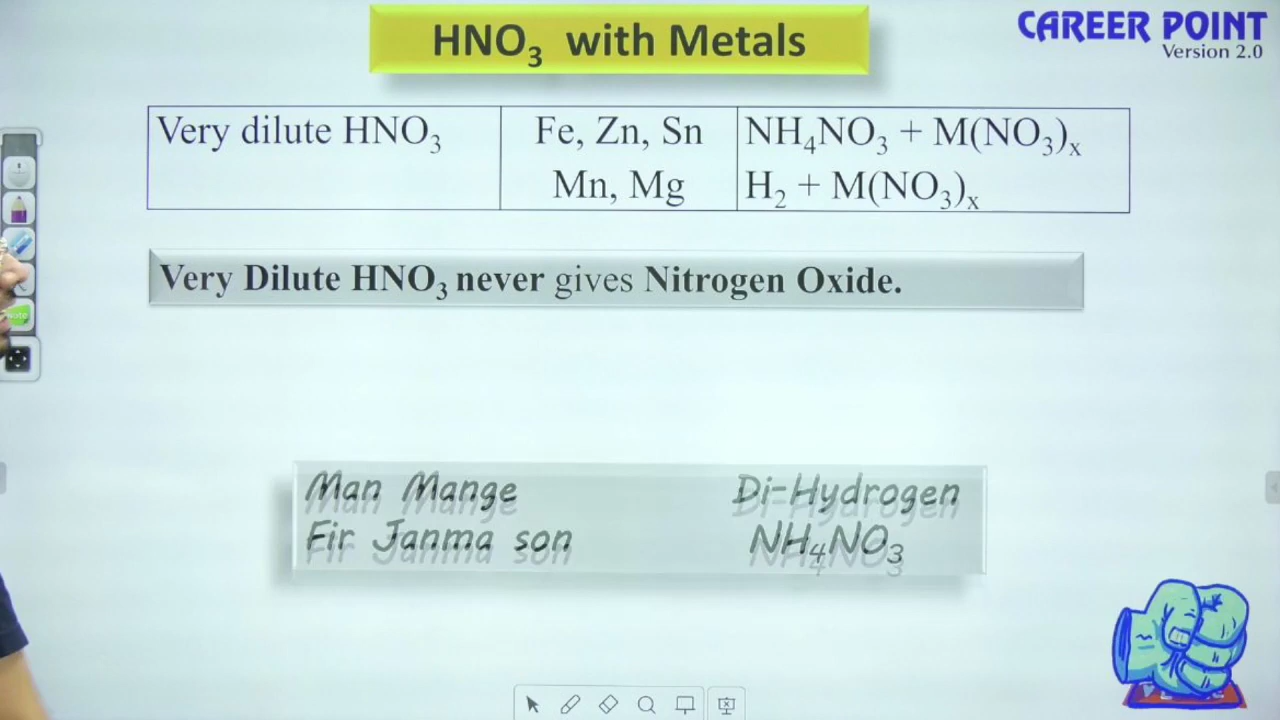 HNO₃ with Metals
CAREER POINT
Version 2.0
Very dilute HNO₃ Fe, Zn, Sn NH₄NO₃ + M(NO₃)ₓ
Mn, Mg H₂ + M(NO₃)ₓ
Very Dilute HNO₃ never gives Nitrogen Oxide.
Man Mange Di-Hydrogen
Fir Janma son NH₄NO₃